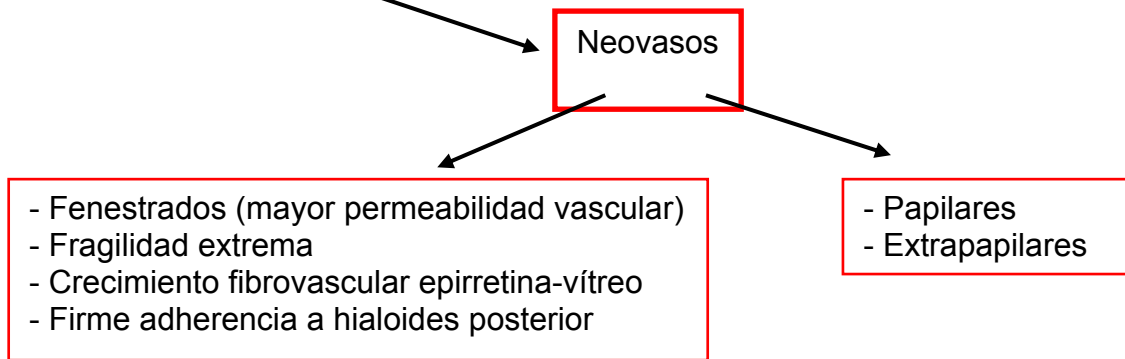 Neovasos
- Fenestrados (mayor permeabilidad vascular)
- Fragilidad extrema
- Crecimiento fibrovascular epirretina-vítreo
- Firme adherencia a hialoides posterior
- Papilares
- Extrapapilares